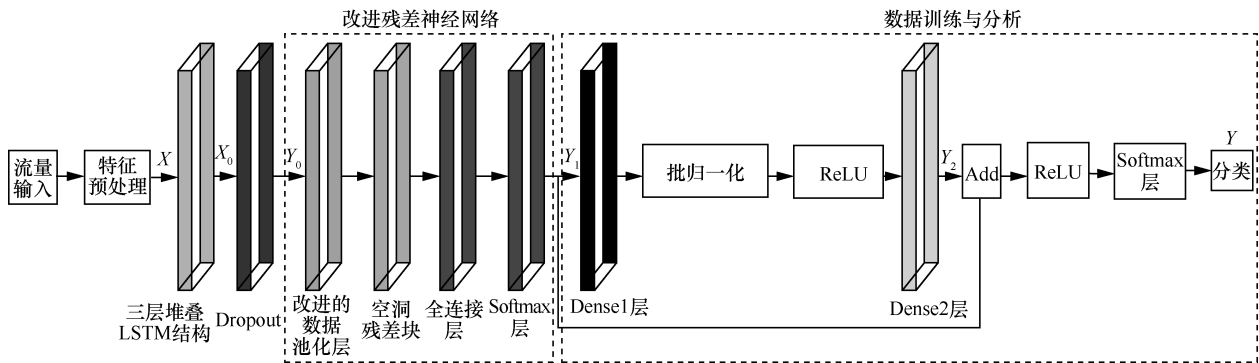 改进残差神经网络
数据训练与分析
流量
输入
特征
预处理
X
X₀
Y₀
Y₁
批归一化
ReLU
Y₂
Add
ReLU
Softmax
层
Y
分类
三层堆叠
LSTM结构
Dropout
改进的
数据
池化层
空洞
残差块
全连接
层
Softmax
层
Dense1层
Dense2层